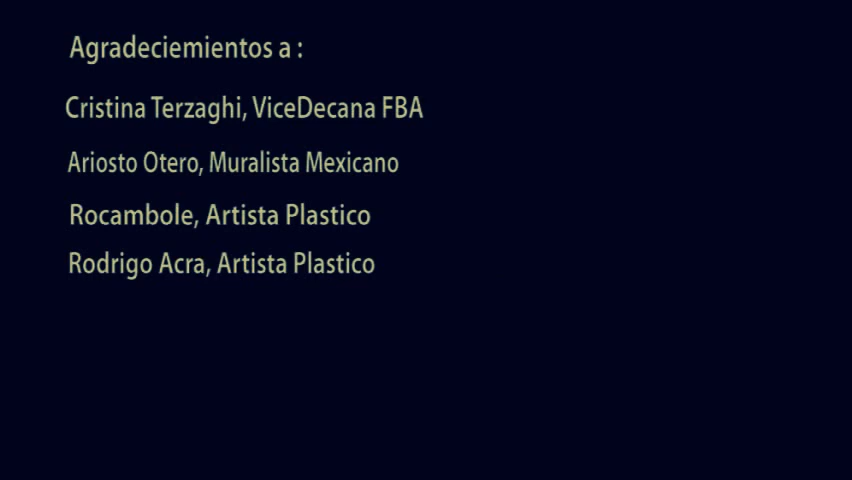 Agradeciemientos a :
Cristina Terzaghi, ViceDecana FBA
Ariosto Otero, Muralista Mexicano
Rocambole, Artista Plastico
Rodrigo Acra, Artista Plastico